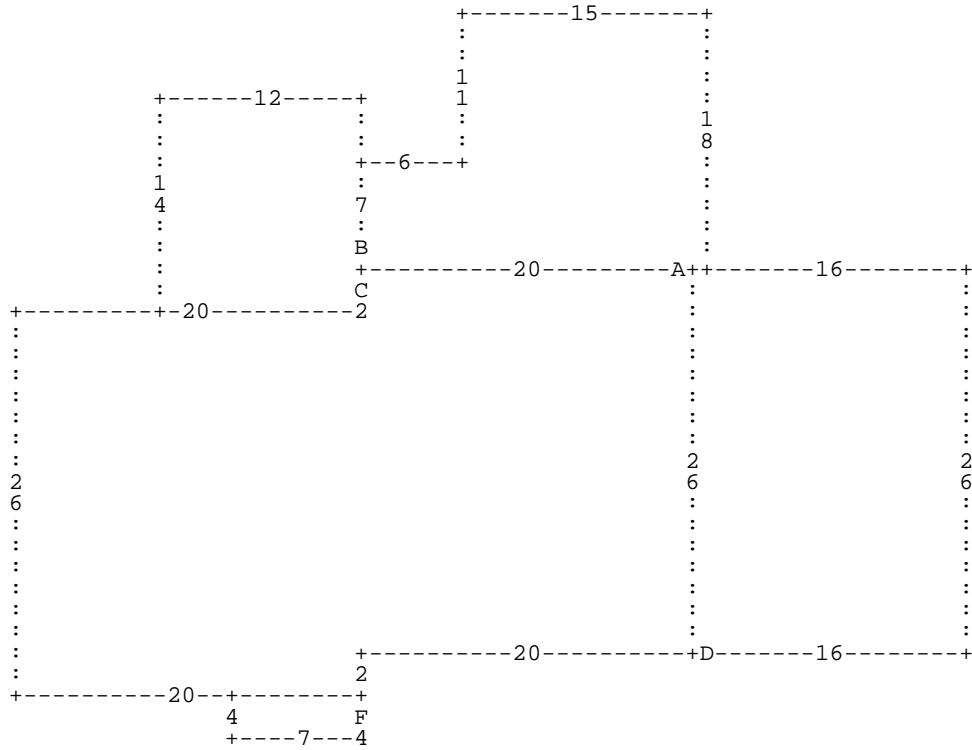 +-------15-------+
: :
: :
1 :
1 :
+------12-----+ : 1
: : : 8
: +--6---+ :
1 : :
4 7 :
: : :
: B :
: +----------20---------A++-------16--------+
: C : :
+---------+-20----------2 : :
: : :
: : :
: : :
: : :
: : :
: : :
: 2 2
2 6 6
6 : :
: : :
: : :
: : :
: : :
: : :
: : :
: +----------20---------+D-------16--------+
: 2
+----------20--+--------+
4 F
+----7---4